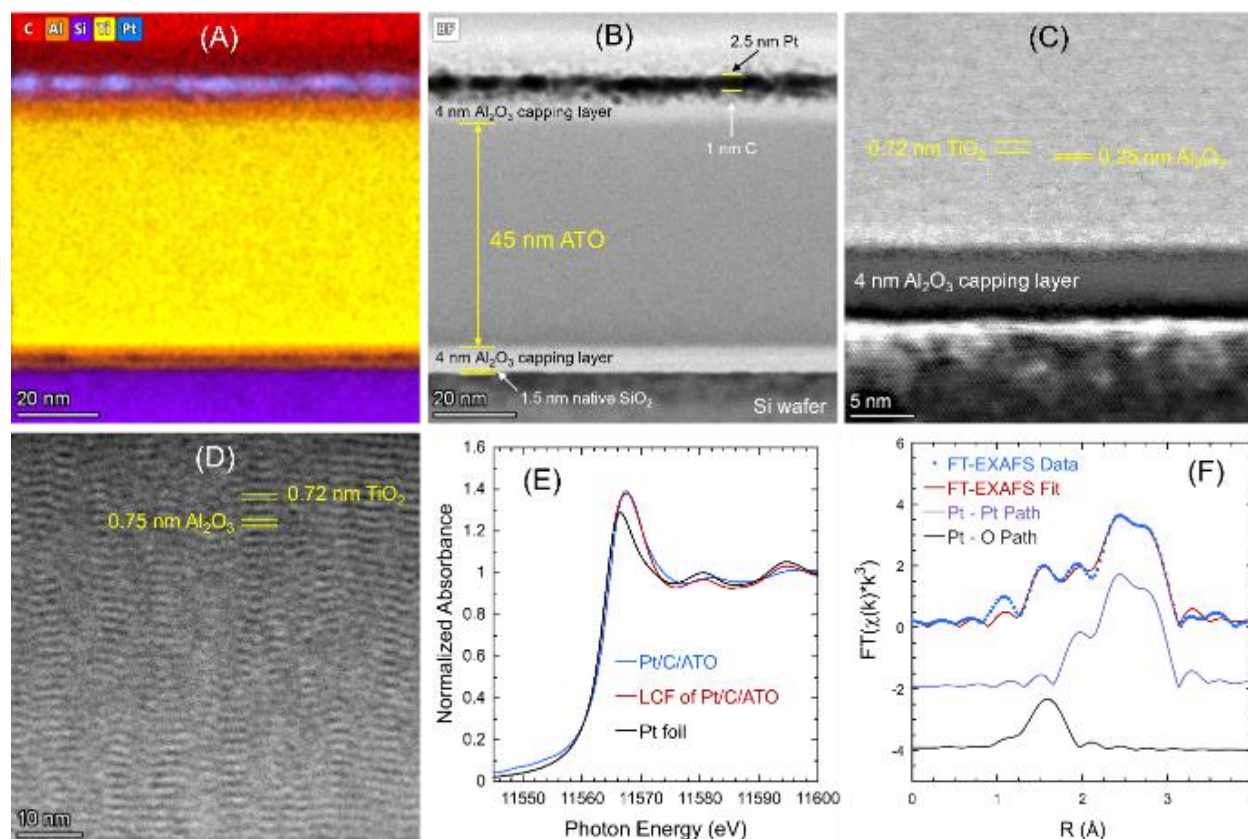 C Al Si Ti Pt
(A)
20 nm
BF
(B)
2.5 nm Pt
4 nm Al₂O₃ capping layer
1 nm C
45 nm ATO
4 nm Al₂O₃ capping layer
1.5 nm native SiO₂
20 nm
Si wafer
(C)
0.72 nm TiO₂
0.25 nm Al₂O₃
4 nm Al₂O₃ capping layer
5 nm
(D)
0.72 nm TiO₂
0.75 nm Al₂O₃
10 nm
(E)
Normalized Absorbance
1.6
1.4
1.2
1
0.8
0.6
0.4
0.2
0
Pt/C/ATO
LCF of Pt/C/ATO
Pt foil
11550 11560 11570 11580 11590 11600
Photon Energy (eV)
(F)
FT-EXAFS Data
FT-EXAFS Fit
Pt - Pt Path
Pt - O Path
FT(χ(k)*k³)
6
4
2
0
-2
-4
0 1 2 3
R (Å)